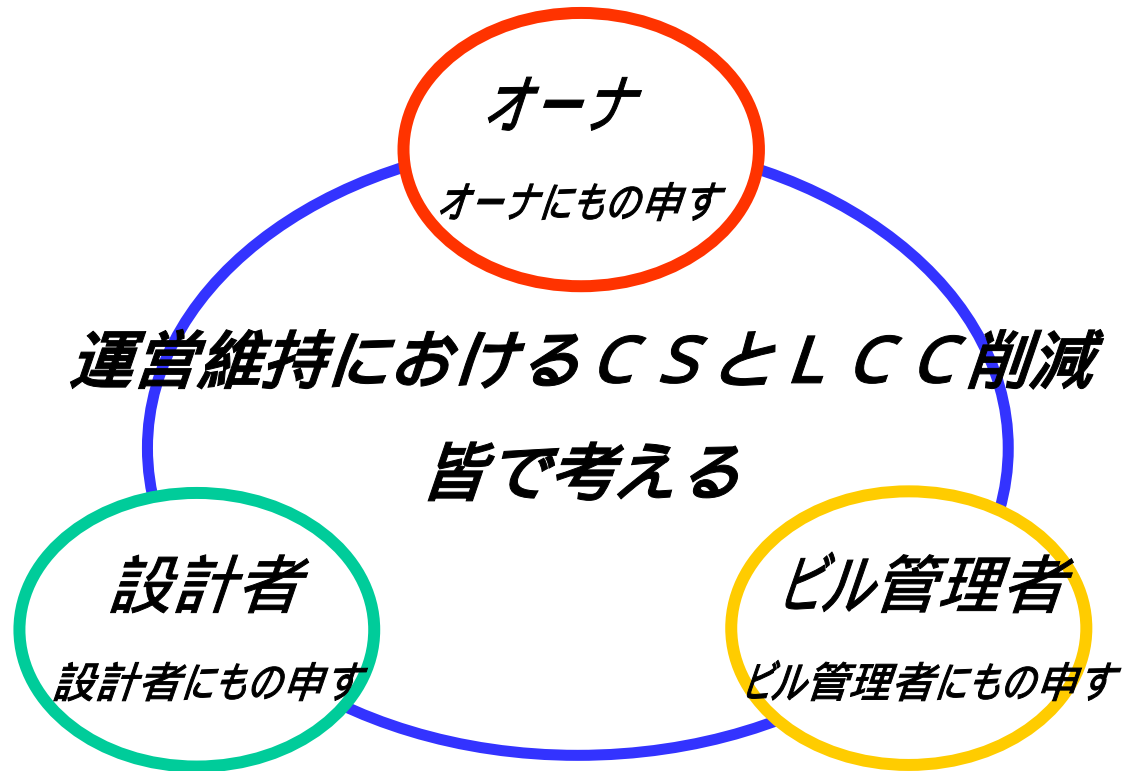 オーナ
オーナにもの申す
運営維持におけるＣＳとＬＣＣ削減
皆で考える
設計者
設計者にもの申す
ビル管理者
ビル管理者にもの申す